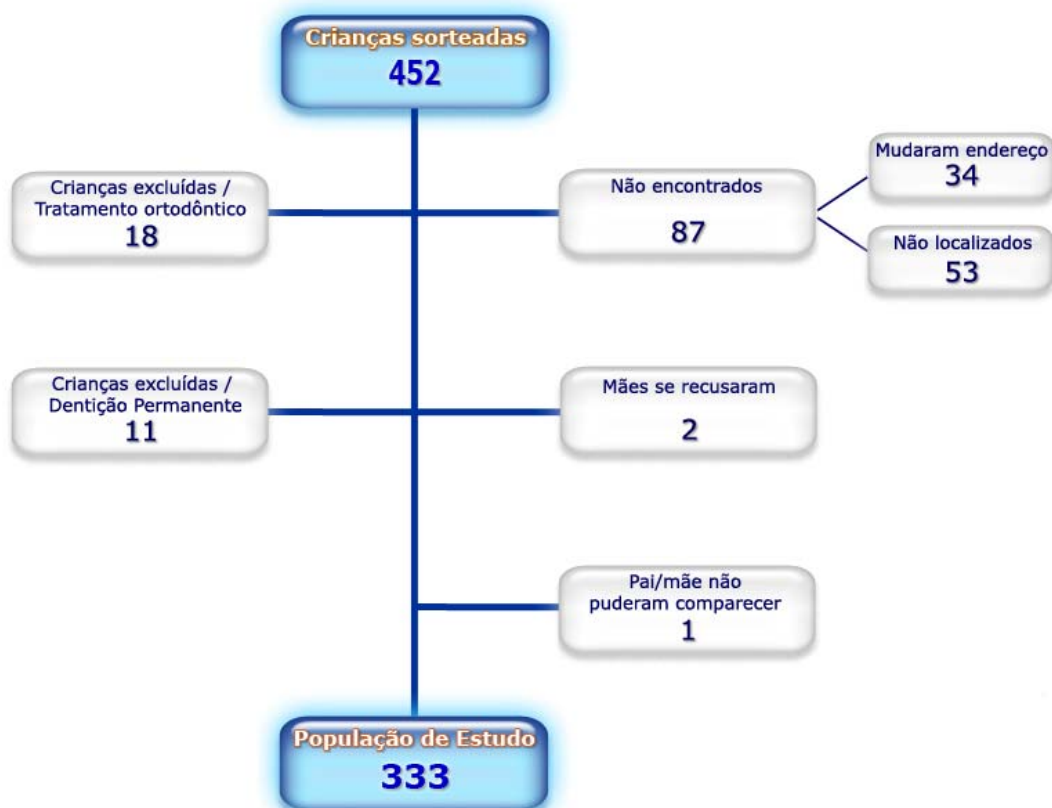 Crianças sorteadas
452
Crianças excluídas /
Tratamento ortodôntico
18
Não encontrados
87
Mudaram endereço
34
Não localizados
53
Crianças excluídas /
Dentição Permanente
11
Mães se recusaram
2
Pai/mãe não
puderam comparecer
1
População de Estudo
333